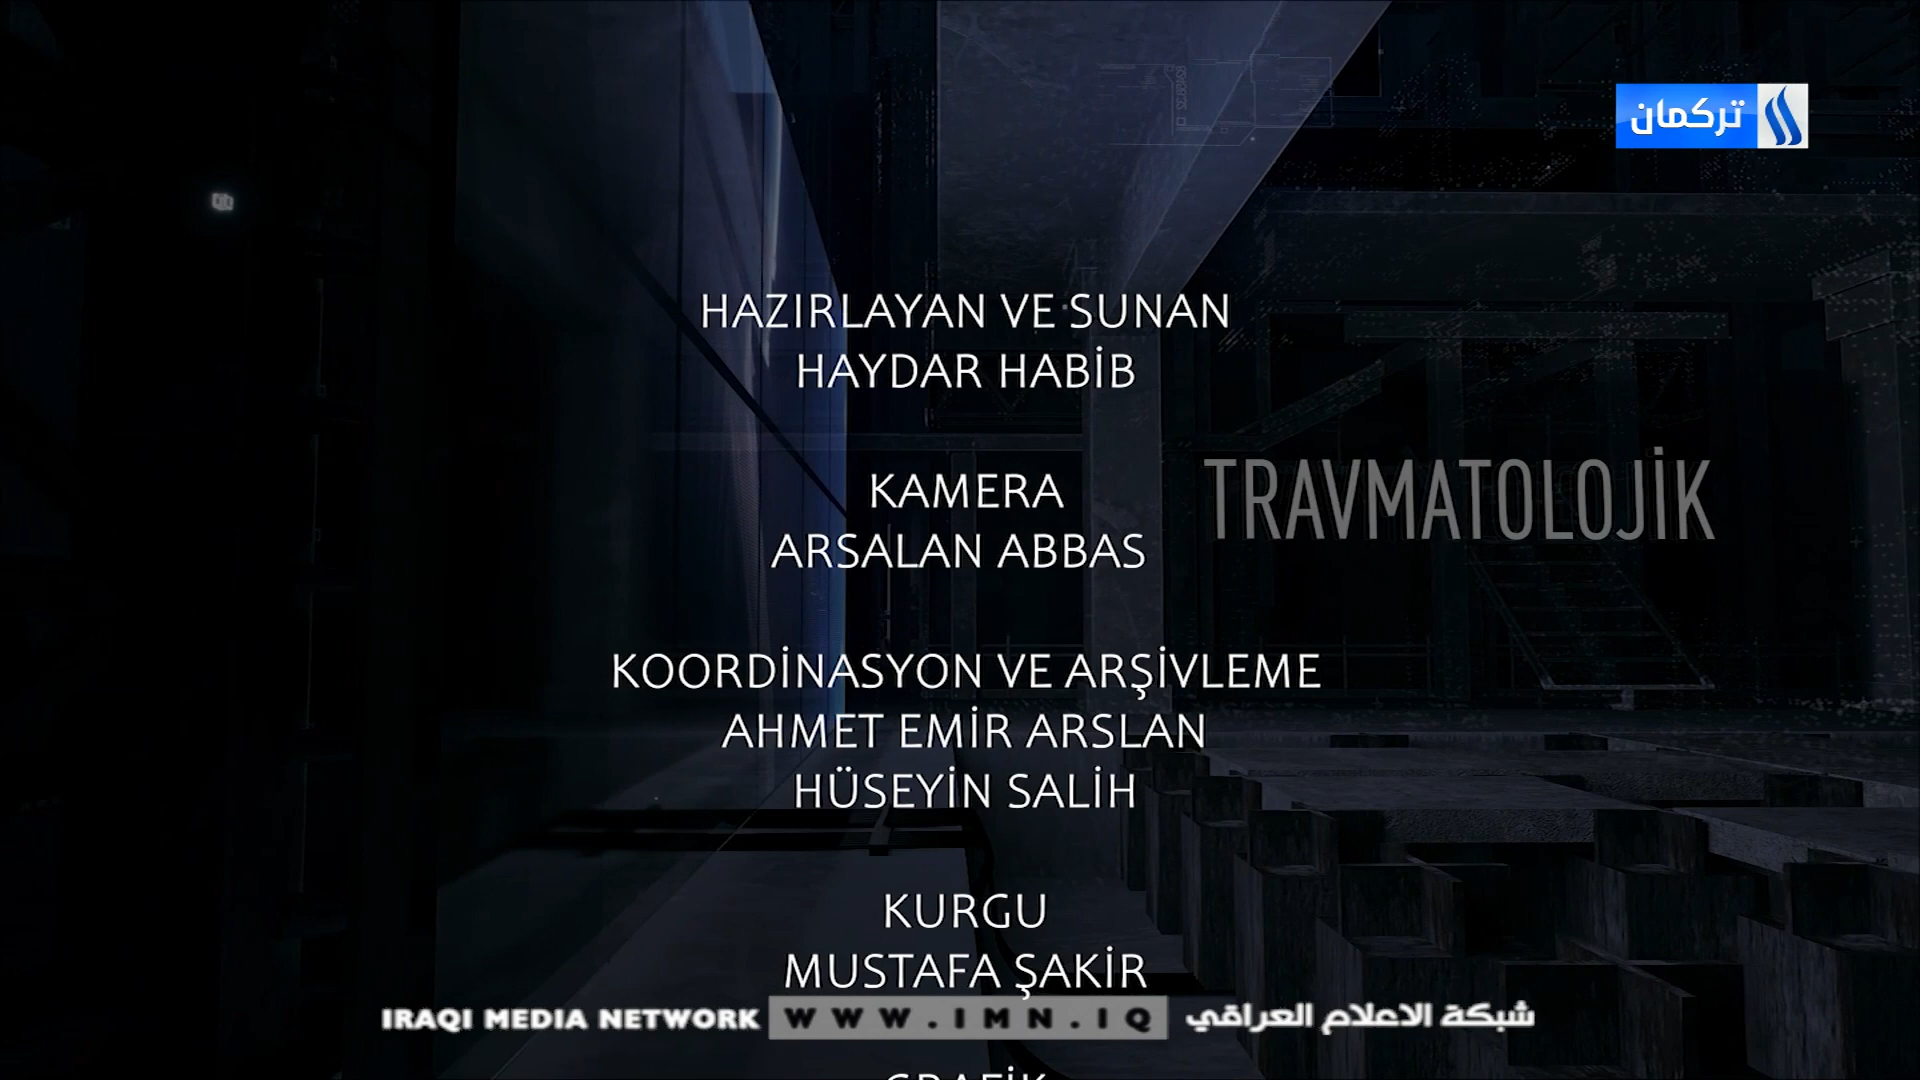 تركمان
HAZIRLAYAN VE SUNAN
HAYDAR HABİB
KAMERA
ARSALAN ABBAS
TRAVMATOLOJİK
KOORDİNASYON VE ARŞİVLEME
AHMET EMİR ARSLAN
HÜSEYİN SALİH
KURGU
MUSTAFA ŞAKİR
IRAQI MEDIA NETWORK WWW.IMN.IQ شبكة الاعلام العراقي
GRAFİK